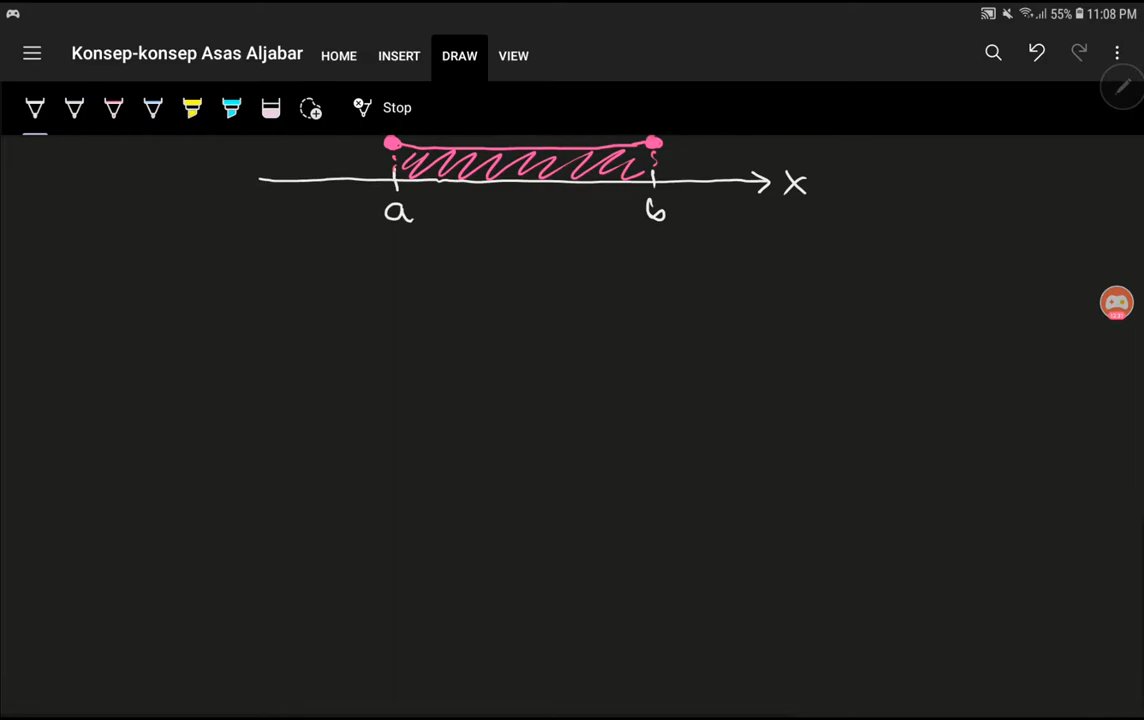 55% 11:08 PM
Konsep-konsep Asas Aljabar HOME INSERT DRAW VIEW
Stop
x
a b